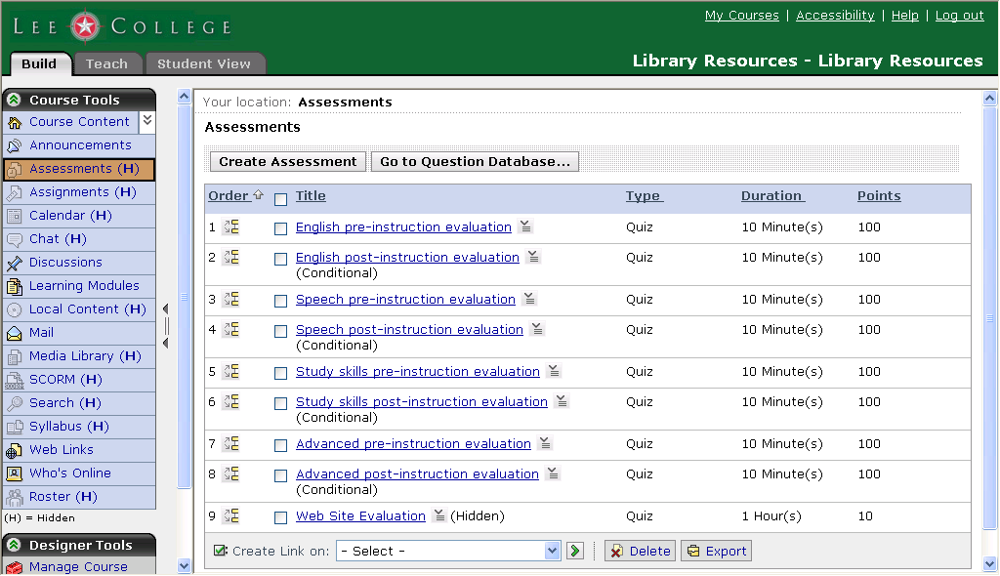 LEE COLLEGE
My Courses | Accessibility | Help | Log out
Build Teach Student View
Library Resources - Library Resources
Course Tools
Course Content
Announcements
Assessments (H)
Assignments (H)
Calendar (H)
Chat (H)
Discussions
Learning Modules
Local Content (H)
Mail
Media Library (H)
SCORM (H)
Search (H)
Syllabus (H)
Web Links
Who's Online
Roster (H)
(H) = Hidden
Designer Tools
Manage Course
Your location: Assessments
Assessments
Create Assessment Go to Question Database...
Order Title Type Duration Points
1 English pre-instruction evaluation Quiz 10 Minute(s) 100
2 English post-instruction evaluation Quiz 10 Minute(s) 100
(Conditional)
3 Speech pre-instruction evaluation Quiz 10 Minute(s) 100
4 Speech post-instruction evaluation Quiz 10 Minute(s) 100
(Conditional)
5 Study skills pre-instruction evaluation Quiz 10 Minute(s) 100
6 Study skills post-instruction evaluation Quiz 10 Minute(s) 100
(Conditional)
7 Advanced pre-instruction evaluation Quiz 10 Minute(s) 100
8 Advanced post-instruction evaluation Quiz 10 Minute(s) 100
(Conditional)
9 Web Site Evaluation (Hidden) Quiz 1 Hour(s) 10
Create Link on: - Select - Delete Export